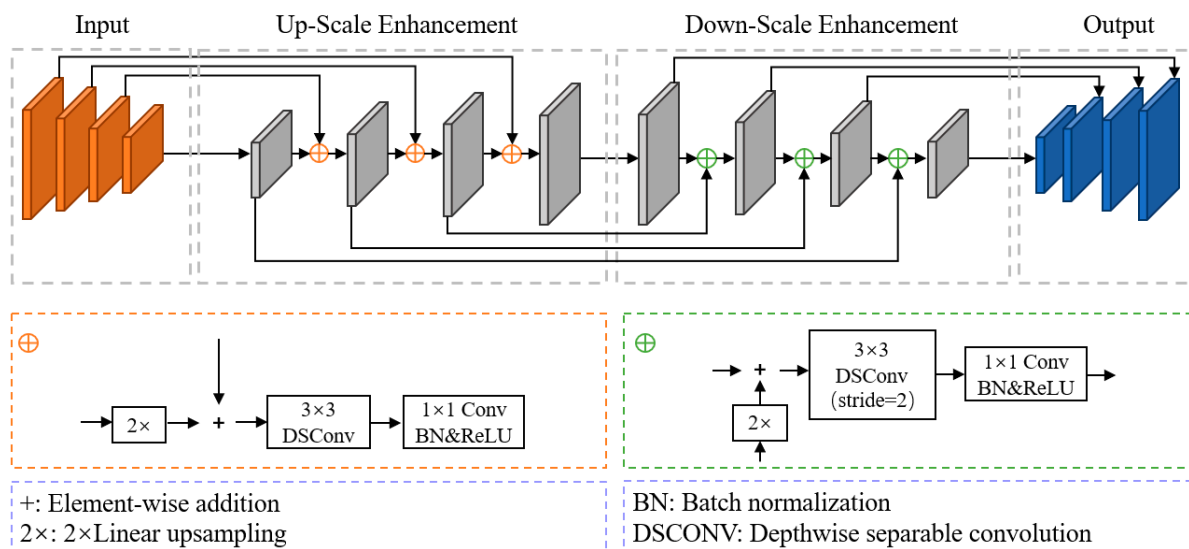 Input
Up-Scale Enhancement
Down-Scale Enhancement
Output
2×
+
3×3
DSConv
1×1 Conv
BN&ReLU
+
2×
3×3
DSConv
(stride=2)
1×1 Conv
BN&ReLU
+: Element-wise addition
2×: 2×Linear upsampling
BN: Batch normalization
DSCONV: Depthwise separable convolution